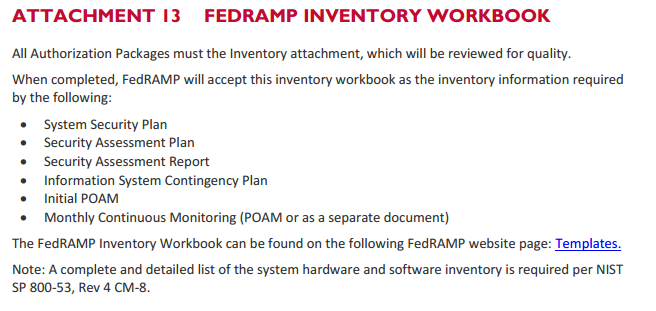 ATTACHMENT 13 FEDRAMP INVENTORY WORKBOOK
All Authorization Packages must the Inventory attachment, which will be reviewed for quality.
When completed, FedRAMP will accept this inventory workbook as the inventory information required
by the following:
• System Security Plan
• Security Assessment Plan
• Security Assessment Report
• Information System Contingency Plan
• Initial POAM
• Monthly Continuous Monitoring (POAM or as a separate document)
The FedRAMP Inventory Workbook can be found on the following FedRAMP website page: Templates.
Note: A complete and detailed list of the system hardware and software inventory is required per NIST
SP 800-53, Rev 4 CM-8.